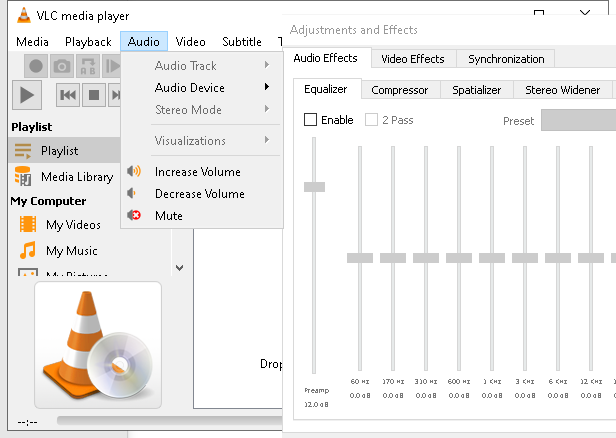 VLC media player
Media Playback Audio Video Subtitle T
Audio Track
Audio Device
Stereo Mode
Visualizations
Increase Volume
Decrease Volume
Mute
Playlist
Playlist
Media Library
My Computer
My Videos
My Music
My Pictures
Drop
--:--
Adjustments and Effects
Audio Effects Video Effects Synchronization
Equalizer Compressor Spatializer Stereo Widener
Enable 2 Pass Preset
60 Hz 170 Hz 310 Hz 600 Hz 1 KHz 3 KHz 6 KHz 12 KHz
0.0 dB 0.0 dB 0.0 dB 0.0 dB 0.0 dB 0.0 dB 0.0 dB 0.0 dB
Preamp
12.0 dB